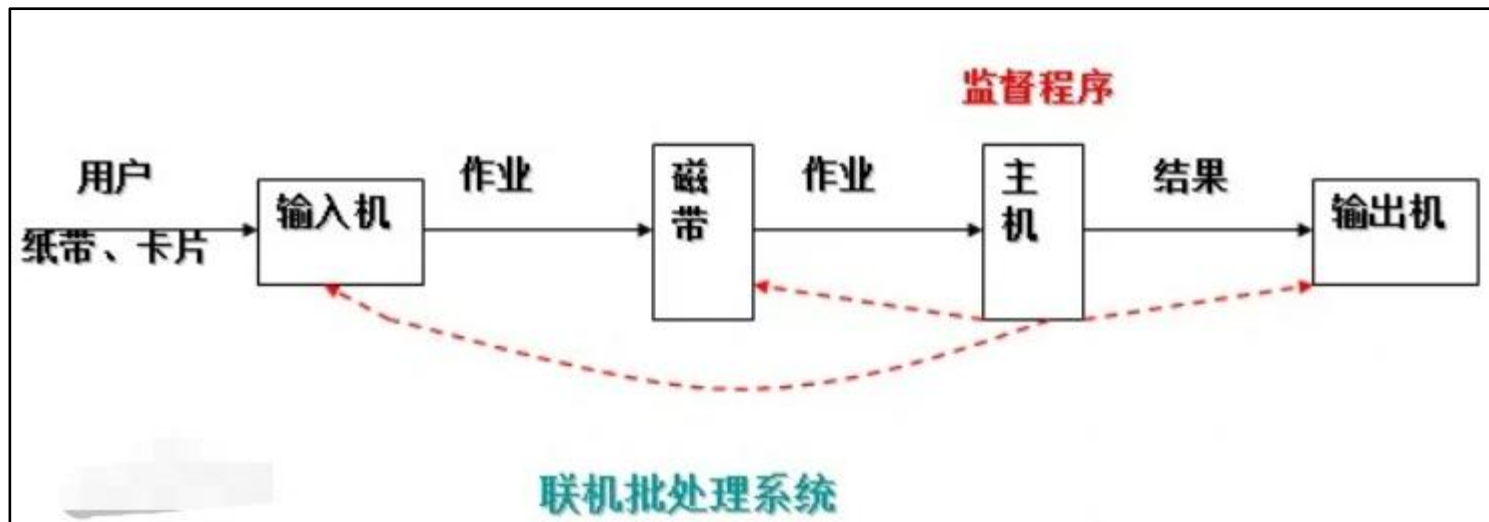 监督程序
用户
作业
作业
结果
输入机
磁带
主机
输出机
纸带、卡片
联机批处理系统